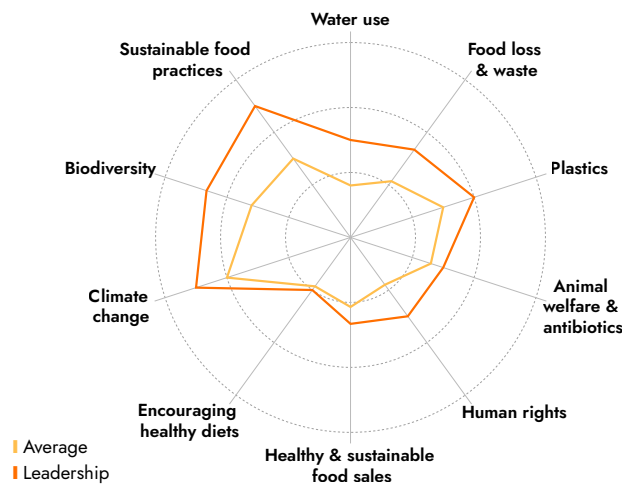 Water use
Sustainable food
practices
Food loss
& waste
Biodiversity
Plastics
Climate
change
Animal
welfare &
antibiotics
Encouraging
healthy diets
Human rights
Healthy & sustainable
food sales
Average
Leadership